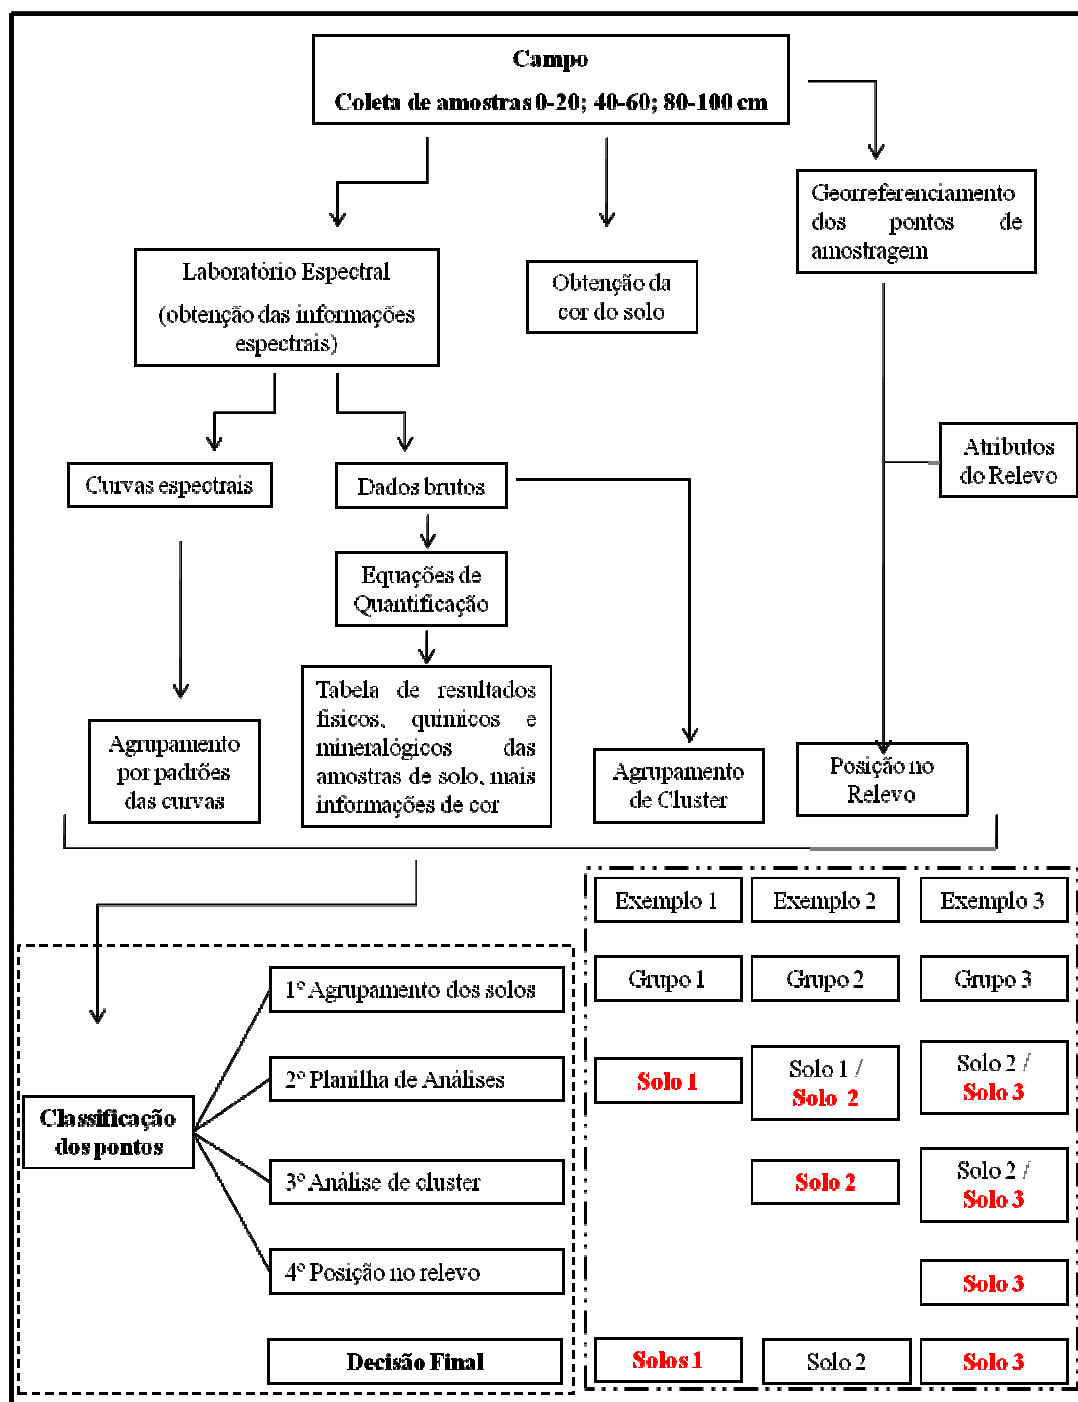 Campo
Coleta de amostras 0-20; 40-60; 80-100 cm
Georreferenciamento
dos pontos de
amostragem
Laboratório Espectral
(obtenção das informações
espectrais)
Obtenção da
cor do solo
Atributos
do Relevo
Curvas espectrais
Dados brutos
Equações de
Quantificação
Tabela de resultados
físicos, químicos e
mineralógicos das
amostras de solo, mais
informações de cor
Agrupamento
por padrões
das curvas
Agrupamento
de Cluster
Posição no
Relevo
Exemplo 1
Exemplo 2
Exemplo 3
Grupo 1
Grupo 2
Grupo 3
1º Agrupamento dos solos
2º Planilha de Análises
Solo 1
Solo 1 /
Solo 2
Solo 2 /
Solo 3
Classificação
dos pontos
3º Análise de cluster
Solo 2
Solo 2 /
Solo 3
4º Posição no relevo
Solo 3
Decisão Final
Solos 1
Solo 2
Solo 3